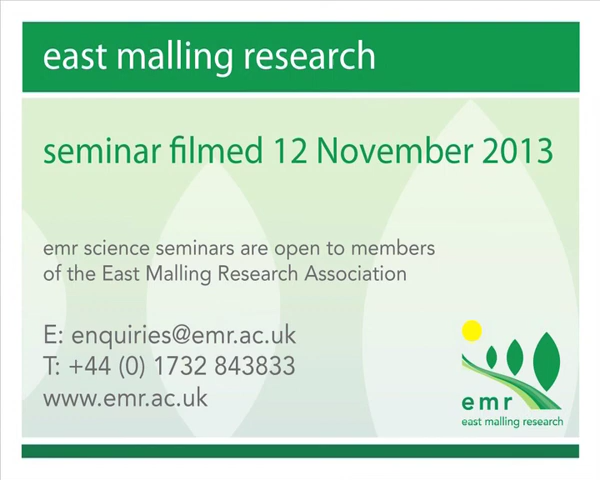 east malling research
seminar filmed 12 November 2013
emr science seminars are open to members
of the East Malling Research Association
E: enquiries@emr.ac.uk
T: +44 (0) 1732 843833
www.emr.ac.uk
emr
east malling research